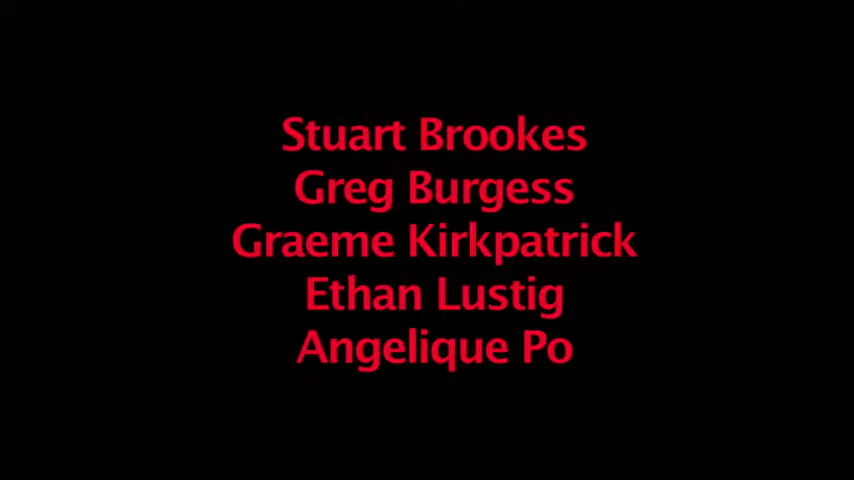 Stuart Brookes
Greg Burgess
Graeme Kirkpatrick
Ethan Lustig
Angelique Po